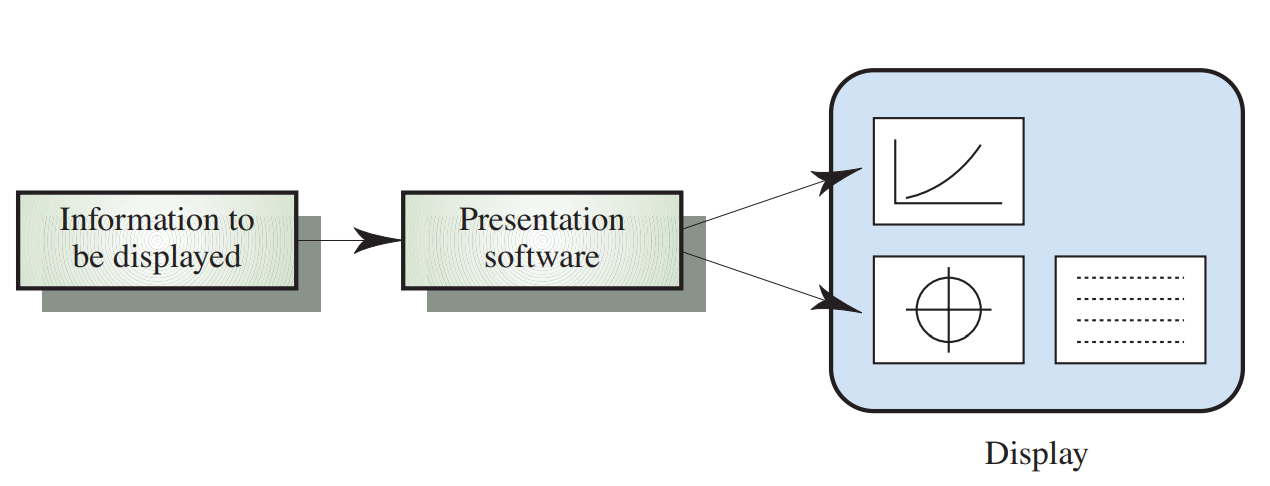 Information to
be displayed
Presentation
software
Display